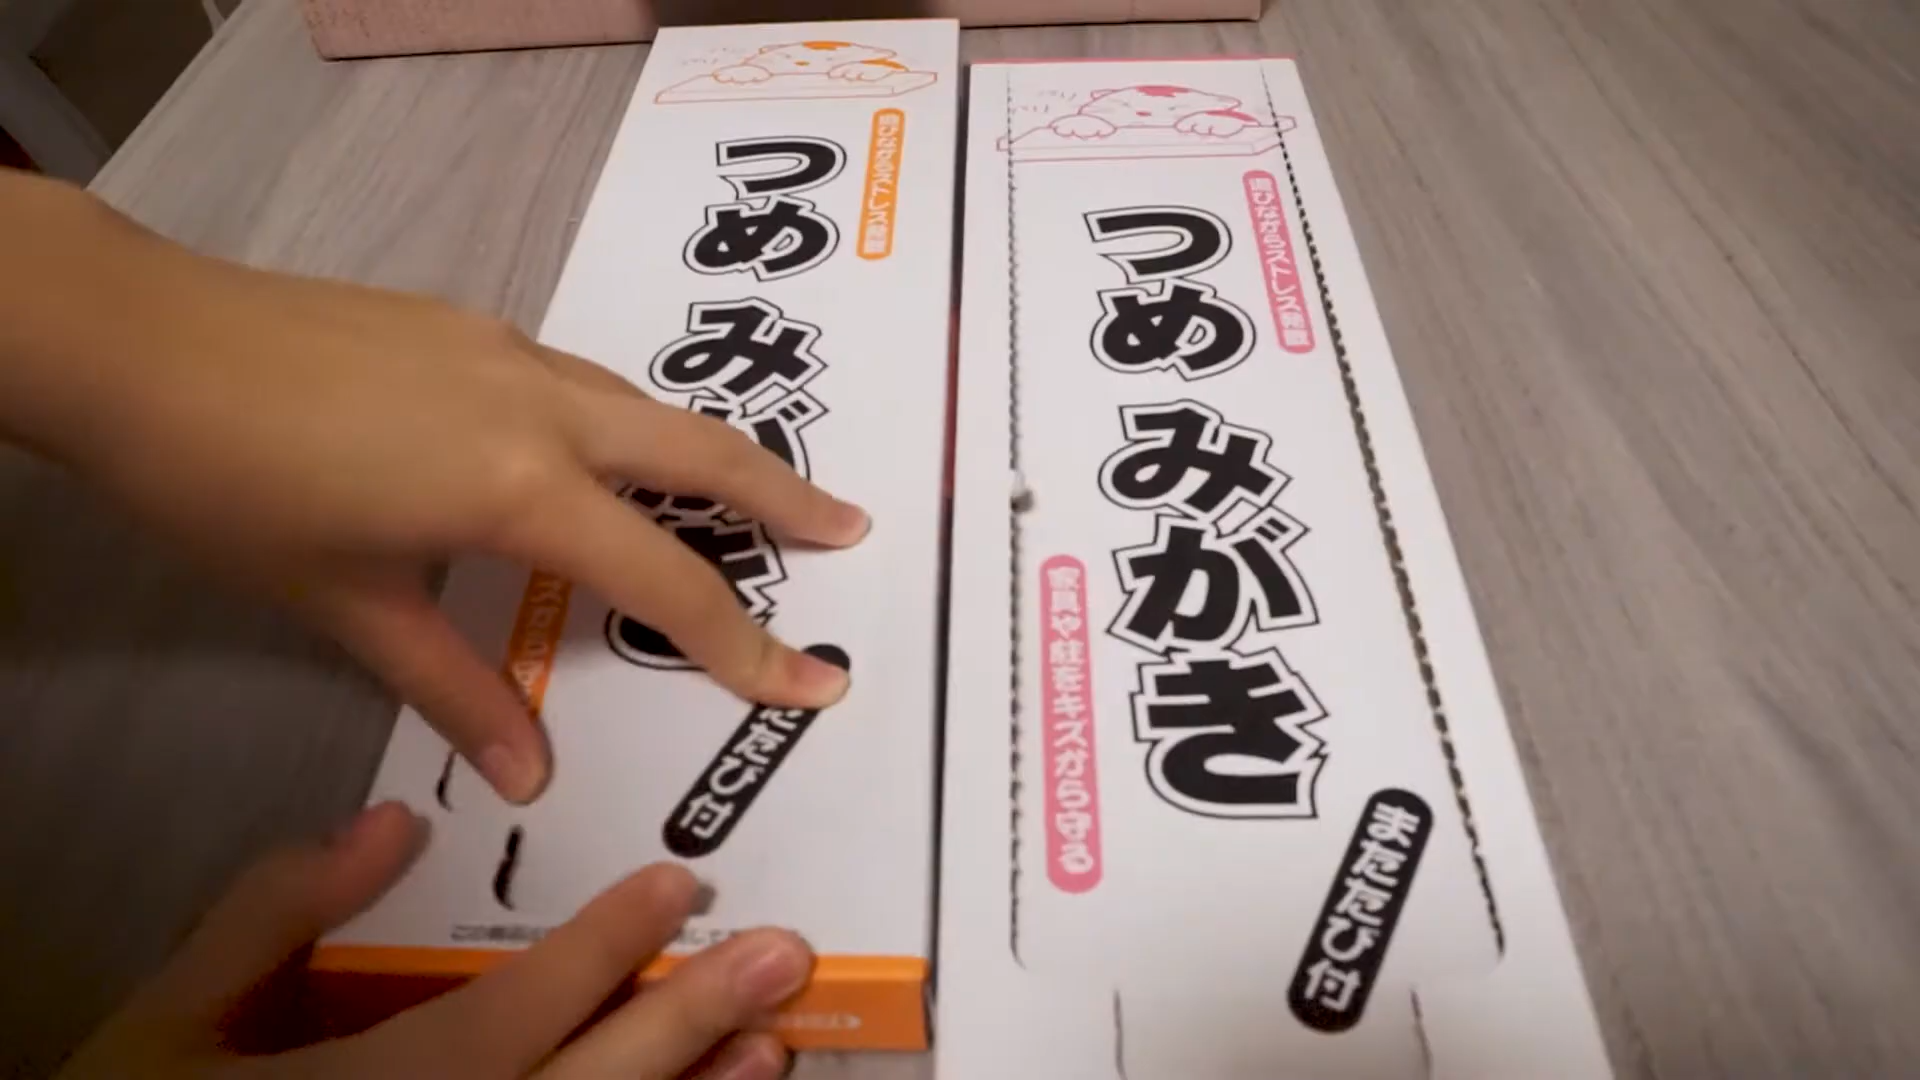 遊びながらストレス発散
つめ みがき
またたび付
遊びながらストレス発散
つめ みがき
家具や柱をキズから守る
またたび付